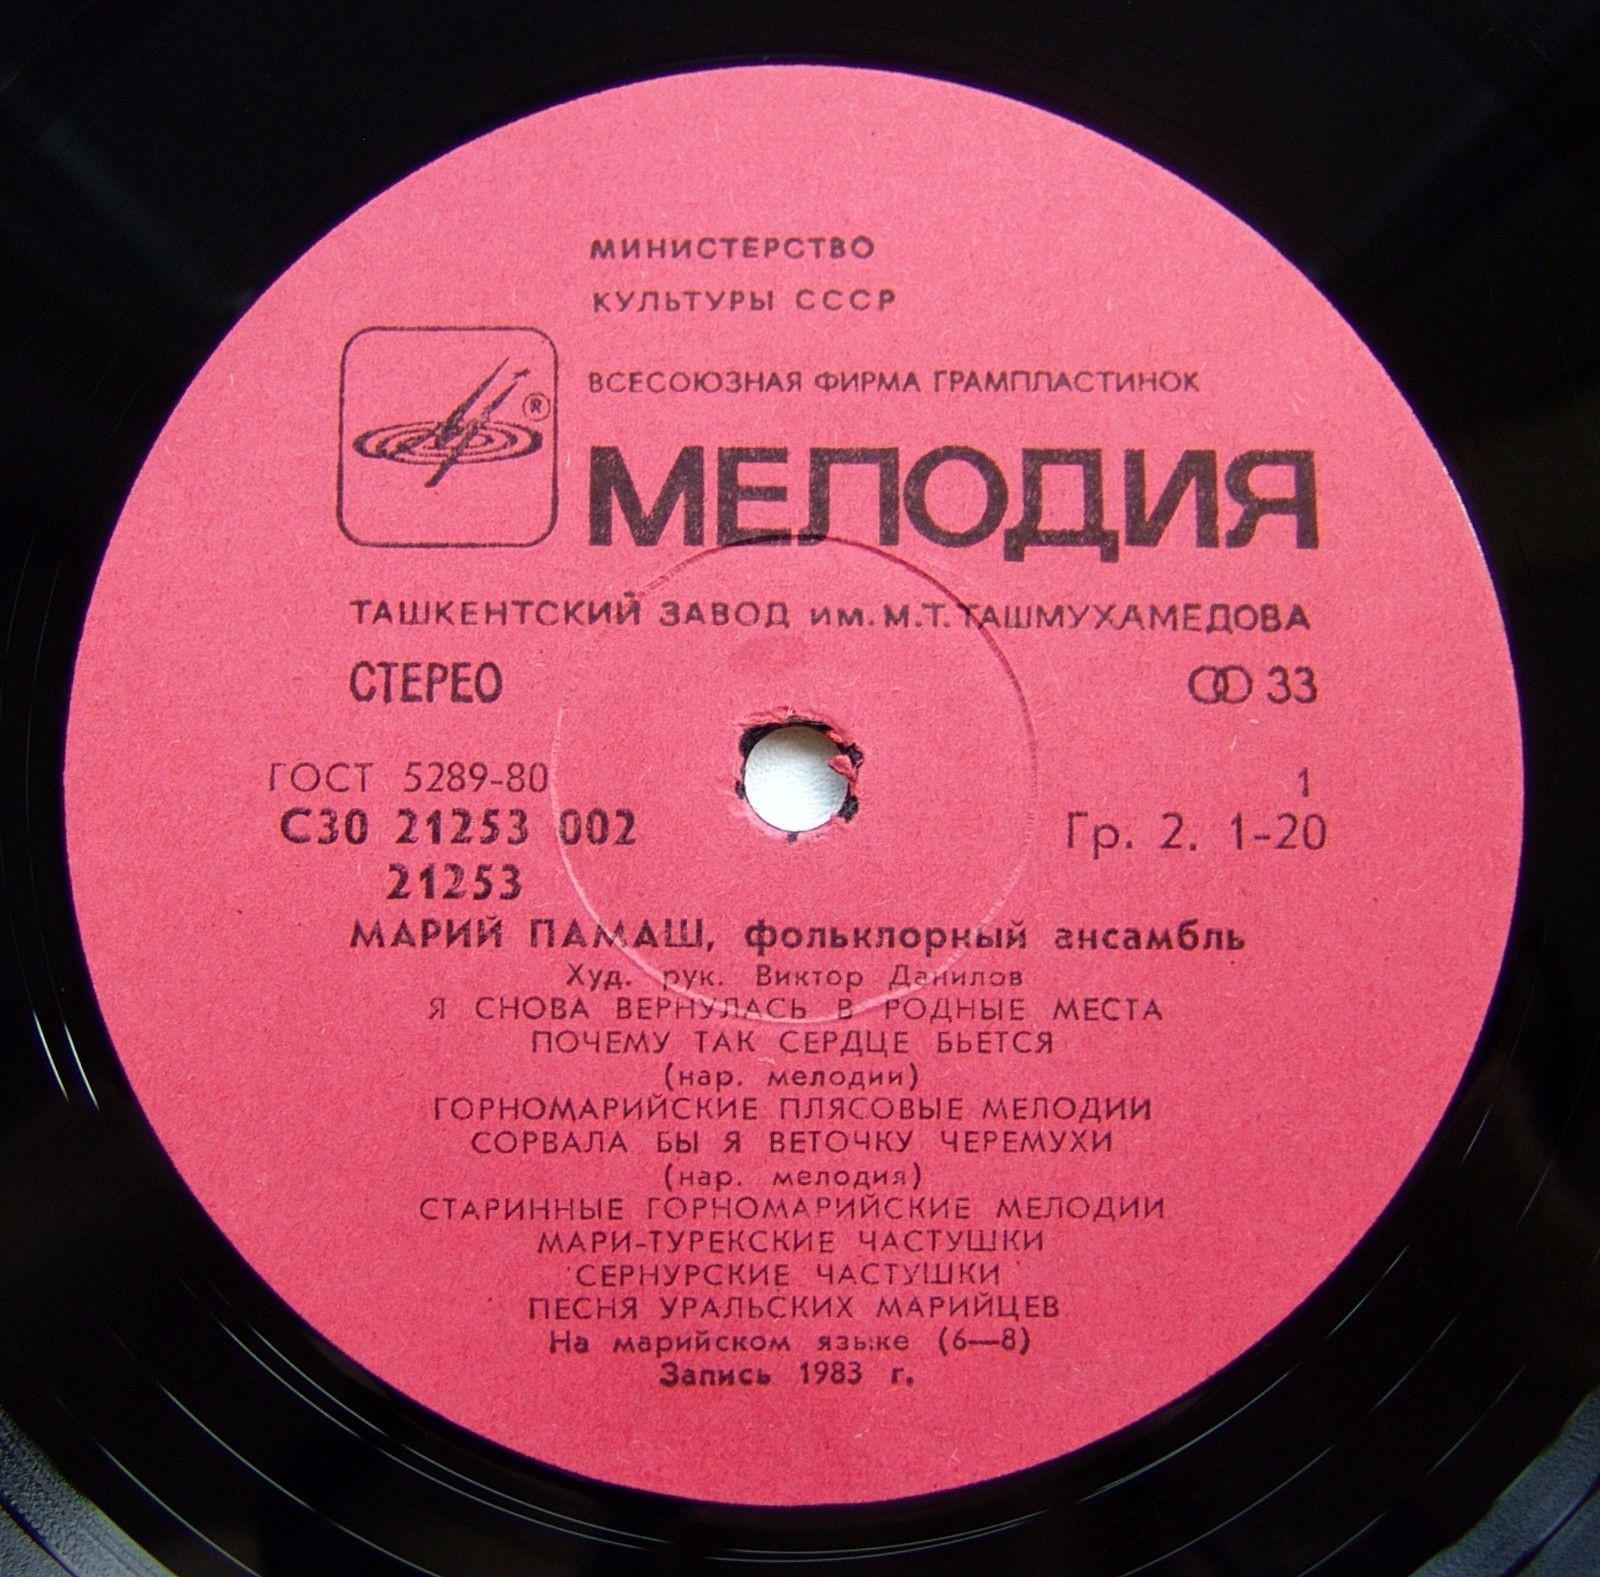 МИНИСТЕРСТВО
КУЛЬТУРЫ СССР
ВСЕСОЮЗНАЯ ФИРМА ГРАМПЛАСТИНОК
®
МЕЛОДИЯ
ТАШКЕНТСКИЙ ЗАВОД им. М.Т. ТАШМУХАМЕДОВА
СТЕРЕО 33
ГОСТ 5289-80 1
С30 21253 002 Гр. 2. 1-20
21253
МАРИЙ ПАМАШ, фольклорный ансамбль
Худ. рук. Виктор Данилов
Я СНОВА ВЕРНУЛАСЬ В РОДНЫЕ МЕСТА
ПОЧЕМУ ТАК СЕРДЦЕ БЬЕТСЯ
(нар. мелодии)
ГОРНОМАРИЙСКИЕ ПЛЯСОВЫЕ МЕЛОДИИ
СОРВАЛА БЫ Я ВЕТОЧКУ ЧЕРЕМУХИ
(нар. мелодия)
СТАРИННЫЕ ГОРНОМАРИЙСКИЕ МЕЛОДИИ
МАРИ-ТУРЕКСКИЕ ЧАСТУШКИ
СЕРНУРСКИЕ ЧАСТУШКИ
ПЕСНЯ УРАЛЬСКИХ МАРИЙЦЕВ
На марийском языке (6—8)
Запись 1983 г.